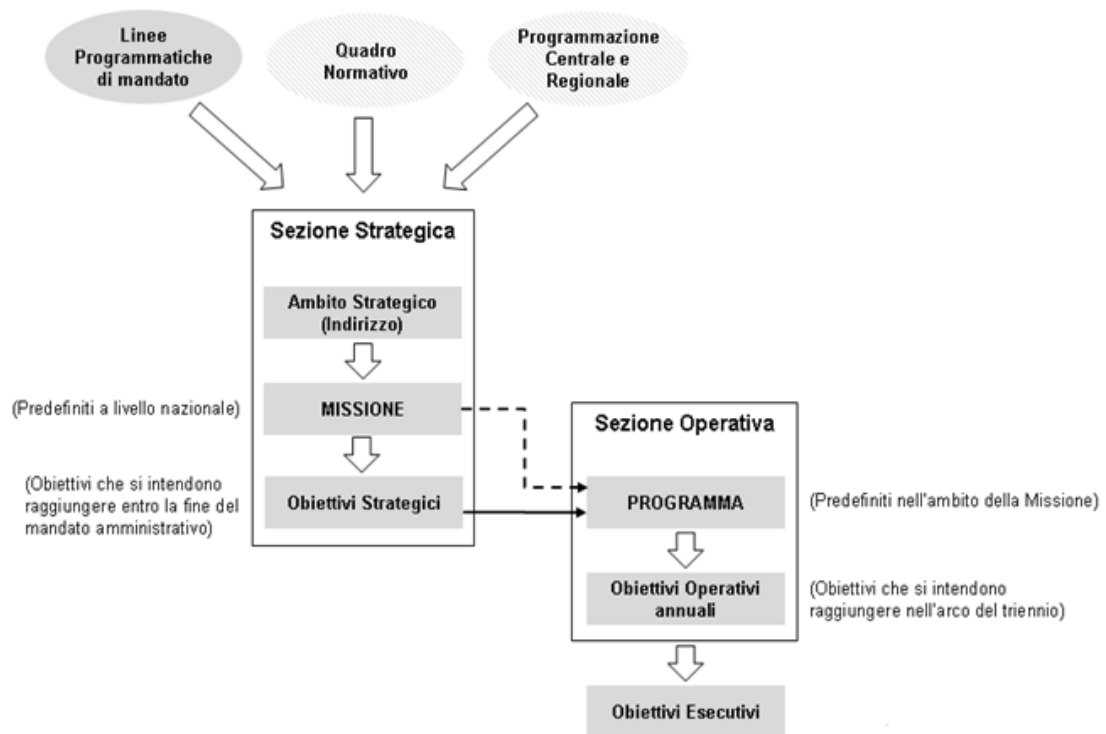 Linee
Programmatiche
di mandato
Quadro
Normativo
Programmazione
Centrale e
Regionale
Sezione Strategica
Ambito Strategico
(Indirizzo)
(Predefiniti a livello nazionale)
MISSIONE
(Obiettivi che si intendono
raggiungere entro la fine del
mandato amministrativo)
Obiettivi Strategici
Sezione Operativa
PROGRAMMA
(Predefiniti nell'ambito della Missione)
Obiettivi Operativi
annuali
(Obiettivi che si intendono
raggiungere nell'arco del triennio)
Obiettivi Esecutivi